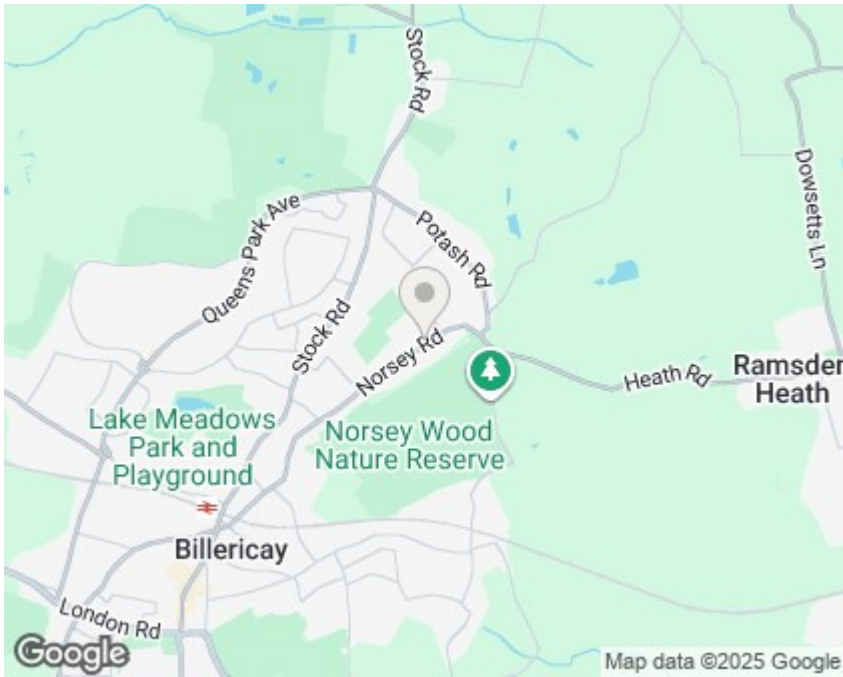 Stock Rd
Dowsetts Ln
Queens Park Ave
Potash Rd
Stock Rd
Norsey Rd
Heath Rd
Ramsden
Heath
Lake Meadows
Park and
Playground
Norsey Wood
Nature Reserve
Billericay
London Rd
Google
Map data ©2025 Google